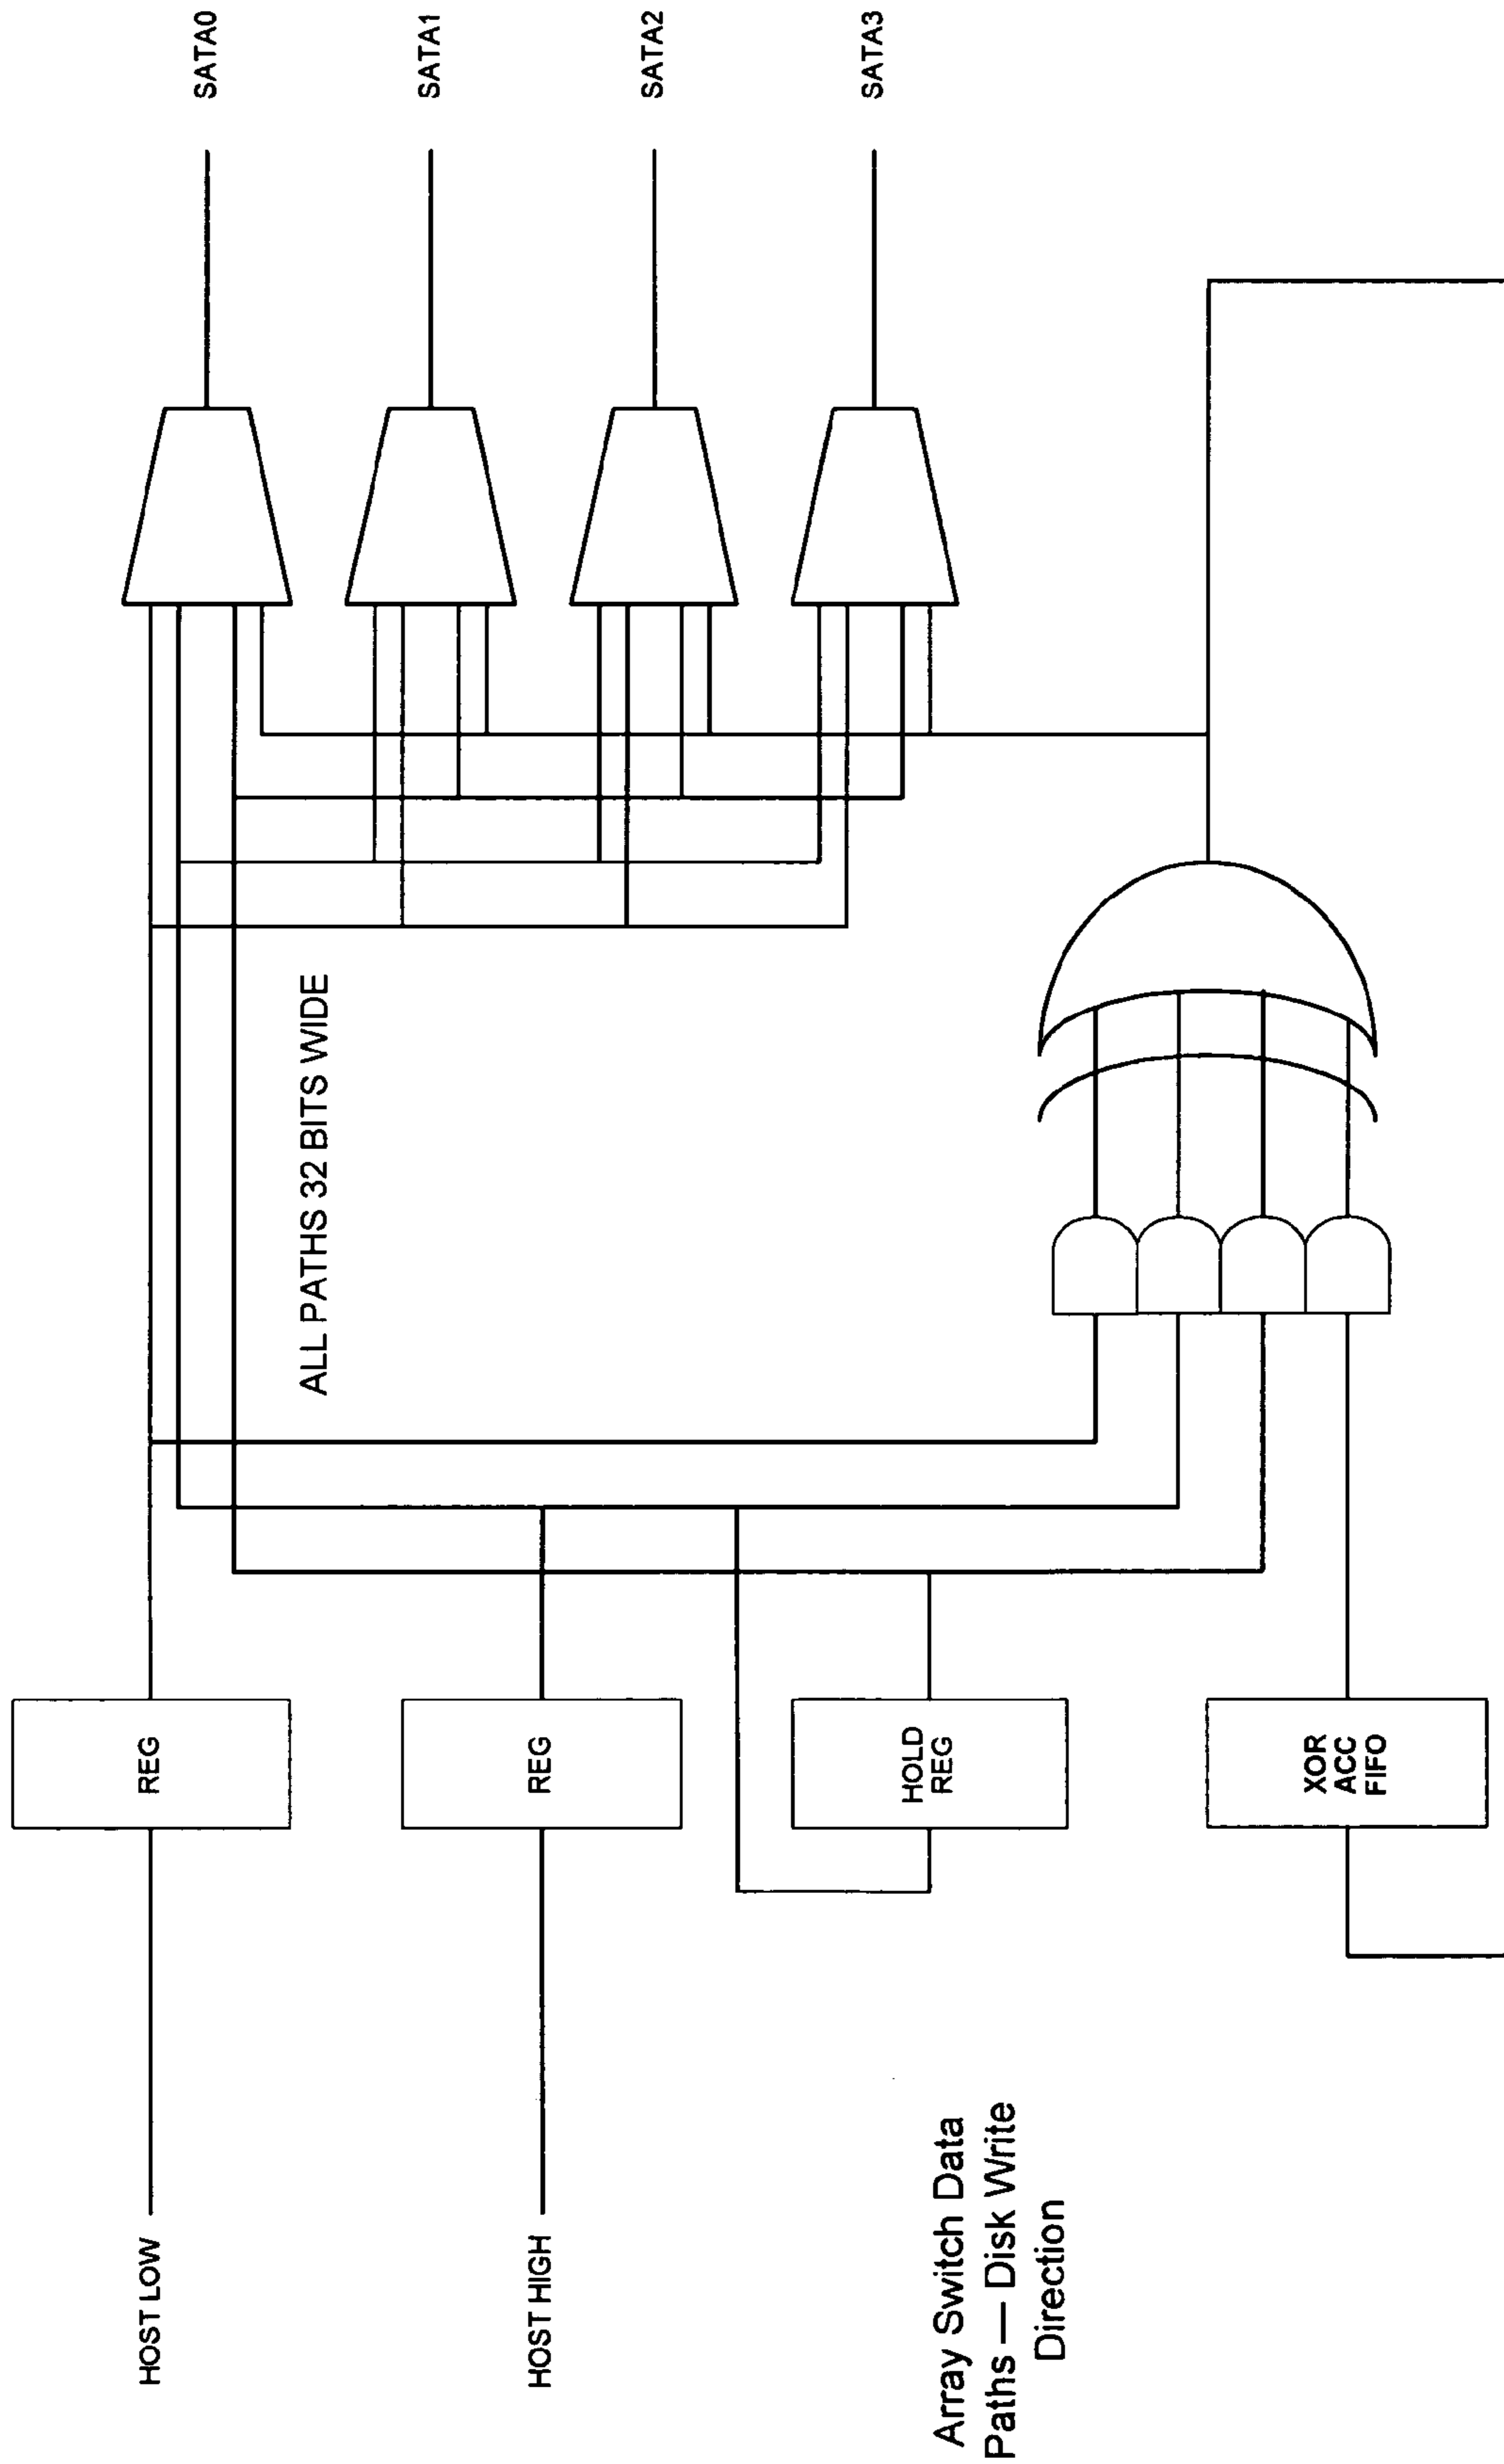 HOST LOW
REG
SATA0
HOST HIGH
REG
SATA1
ALL PATHS 32 BITS WIDE
SATA2
HOLD
REG
SATA3
XOR
ACC
FIFO
Array Switch Data
Paths — Disk Write
Direction